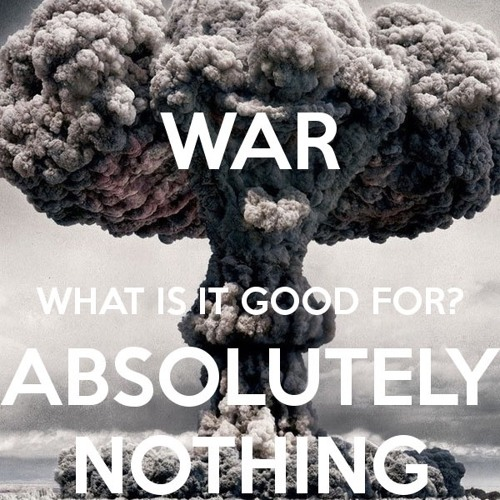 WAR
WHAT IS IT GOOD FOR?
ABSOLUTELY
NOTHING